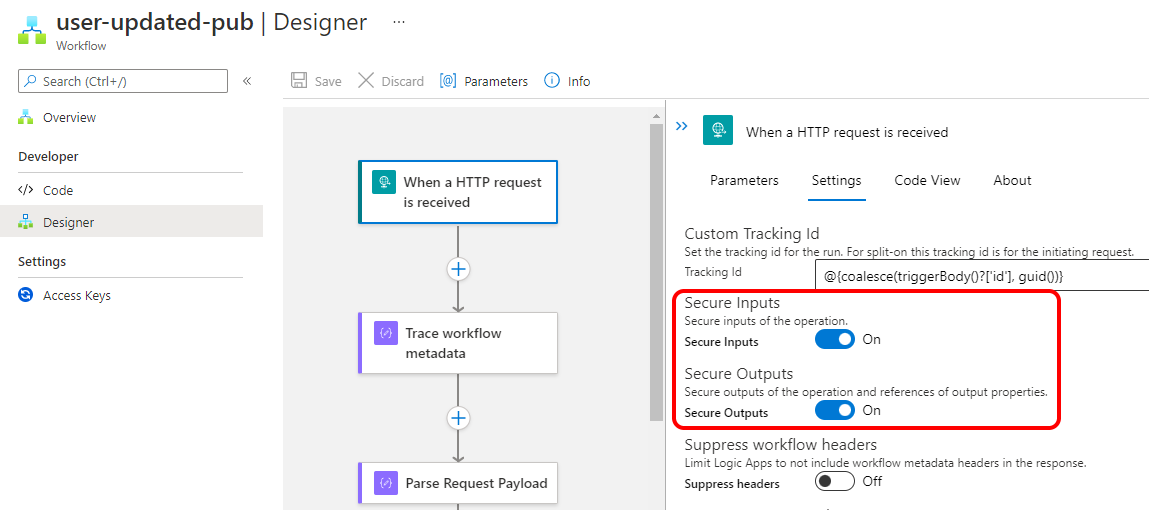 user-updated-pub | Designer ...
Workflow
Search (Ctrl+/)
«
Overview
Developer
</> Code
Designer
Settings
Access Keys
Save Discard [@] Parameters Info
When a HTTP request
is received
Trace workflow
metadata
Parse Request Payload
» When a HTTP request is received
Parameters Settings Code View About
Custom Tracking Id
Set the tracking id for the run. For split-on this tracking id is for the initiating request.
Tracking Id @{coalesce(triggerBody()?['id'], guid())}
Secure Inputs
Secure inputs of the operation.
Secure Inputs On
Secure Outputs
Secure outputs of the operation and references of output properties.
Secure Outputs On
Suppress workflow headers
Limit Logic Apps to not include workflow metadata headers in the response.
Suppress headers Off